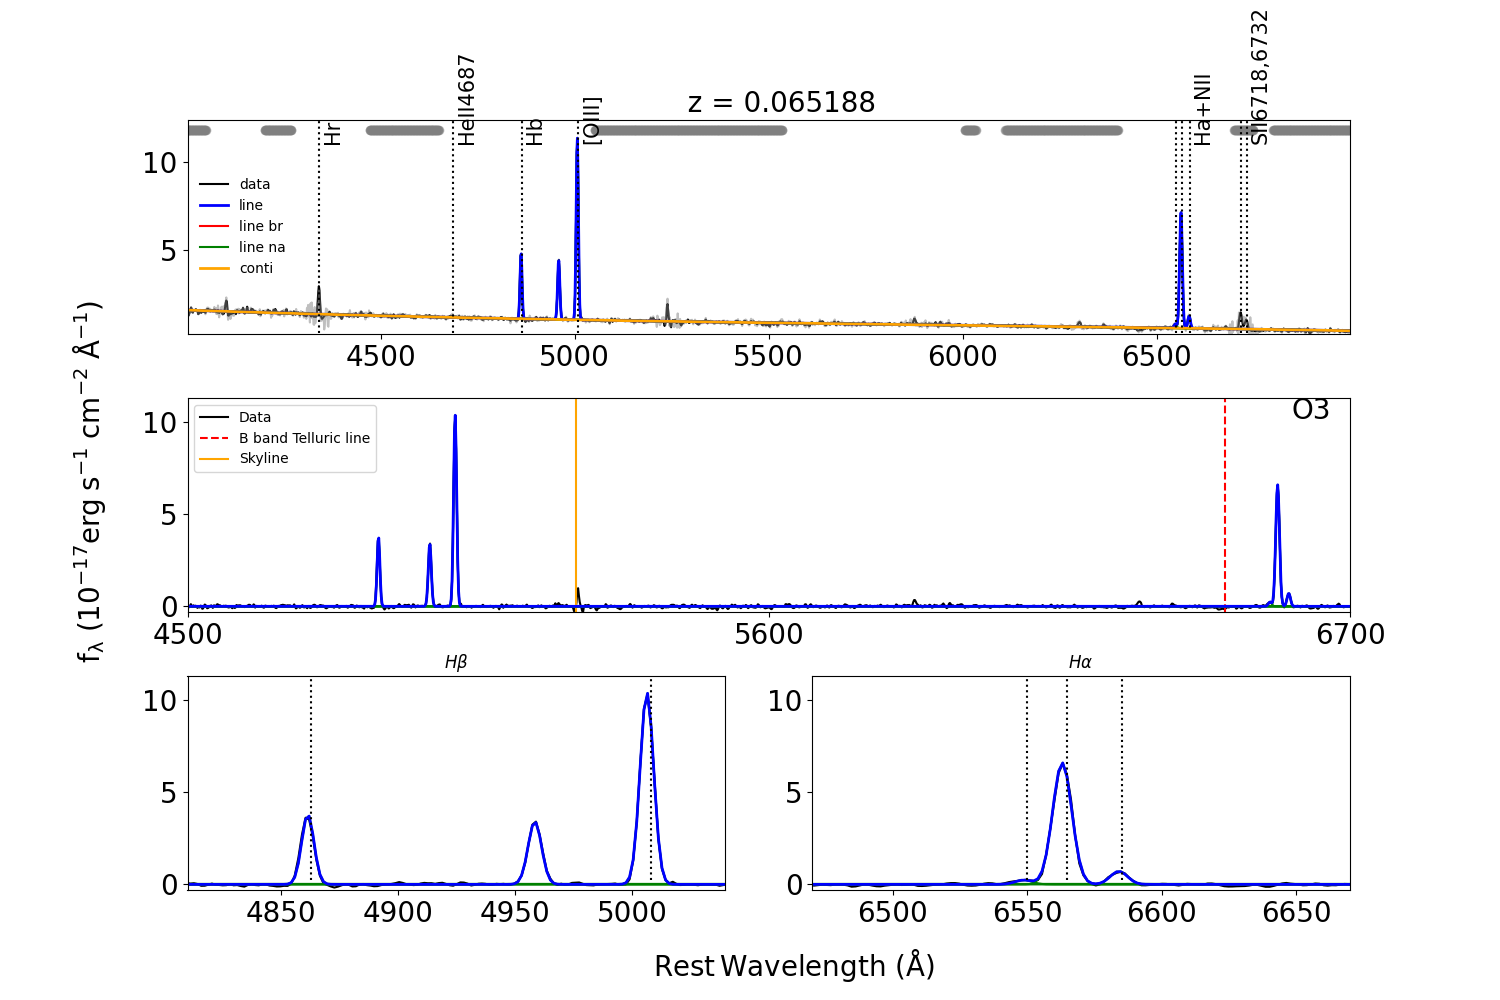 z = 0.065188
Hr
HeII4687
Hb
[OIII]
Ha+NII
SII6718,6732
10
5
data
line
line br
line na
conti
4500 5000 5500 6000 6500
f_λ (10^−17 erg s^−1 cm^−2 Å^−1)
O3
10
5
0
Data
B band Telluric line
Skyline
4500 5600 6700
Hβ
10
5
0
4850 4900 4950 5000
Hα
10
5
0
6500 6550 6600 6650
Rest Wavelength (Å)